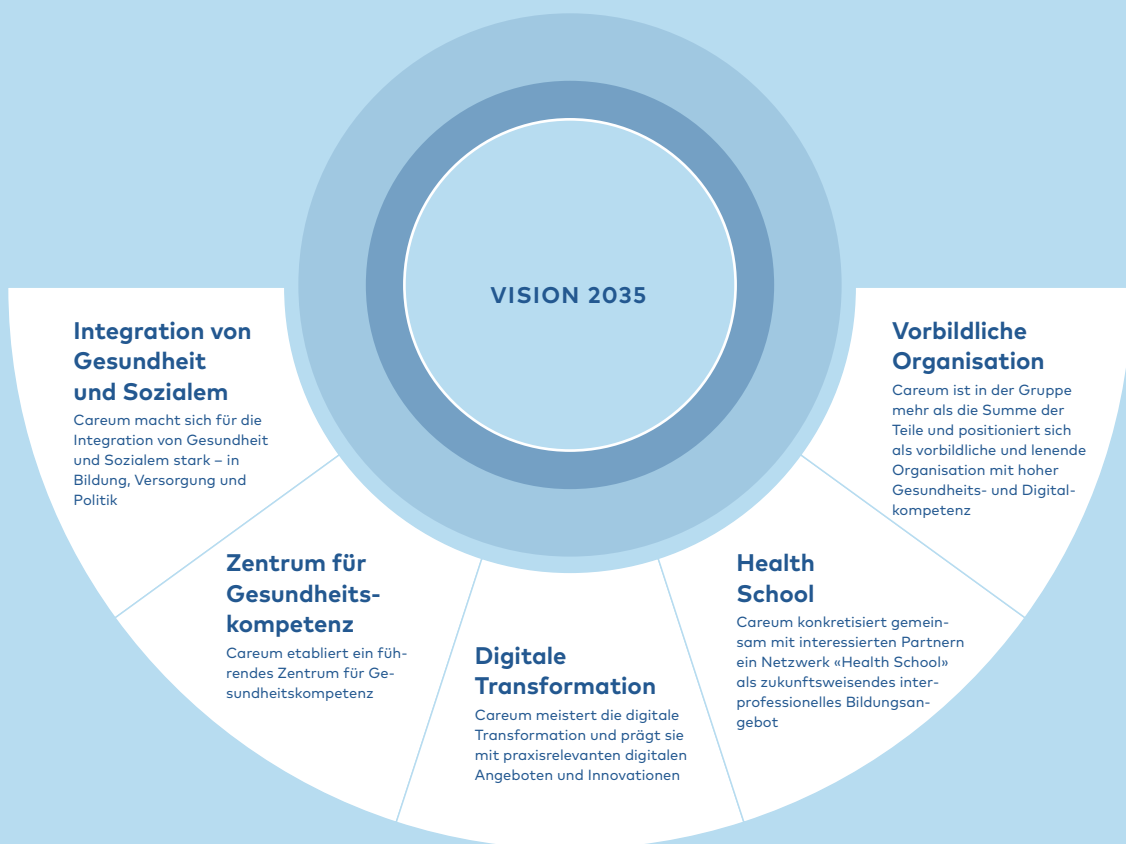 VISION 2035
Integration von
Gesundheit
und Sozialem
Careum macht sich für die
Integration von Gesundheit
und Sozialem stark – in
Bildung, Versorgung und
Politik
Zentrum für
Gesundheits-
kompetenz
Careum etabliert ein füh-
rendes Zentrum für Ge-
sundheitskompetenz
Digitale
Transformation
Careum meistert die digitale
Transformation und prägt sie
mit praxisrelevanten digitalen
Angeboten und Innovationen
Health
School
Careum konkretisiert gemein-
sam mit interessierten Partnern
ein Netzwerk «Health School»
als zukunftsweisendes inter-
professionelles Bildungsan-
gebot
Vorbildliche
Organisation
Careum ist in der Gruppe
mehr als die Summe der
Teile und positioniert sich
als vorbildliche und lenende
Organisation mit hoher
Gesundheits- und Digital-
kompetenz